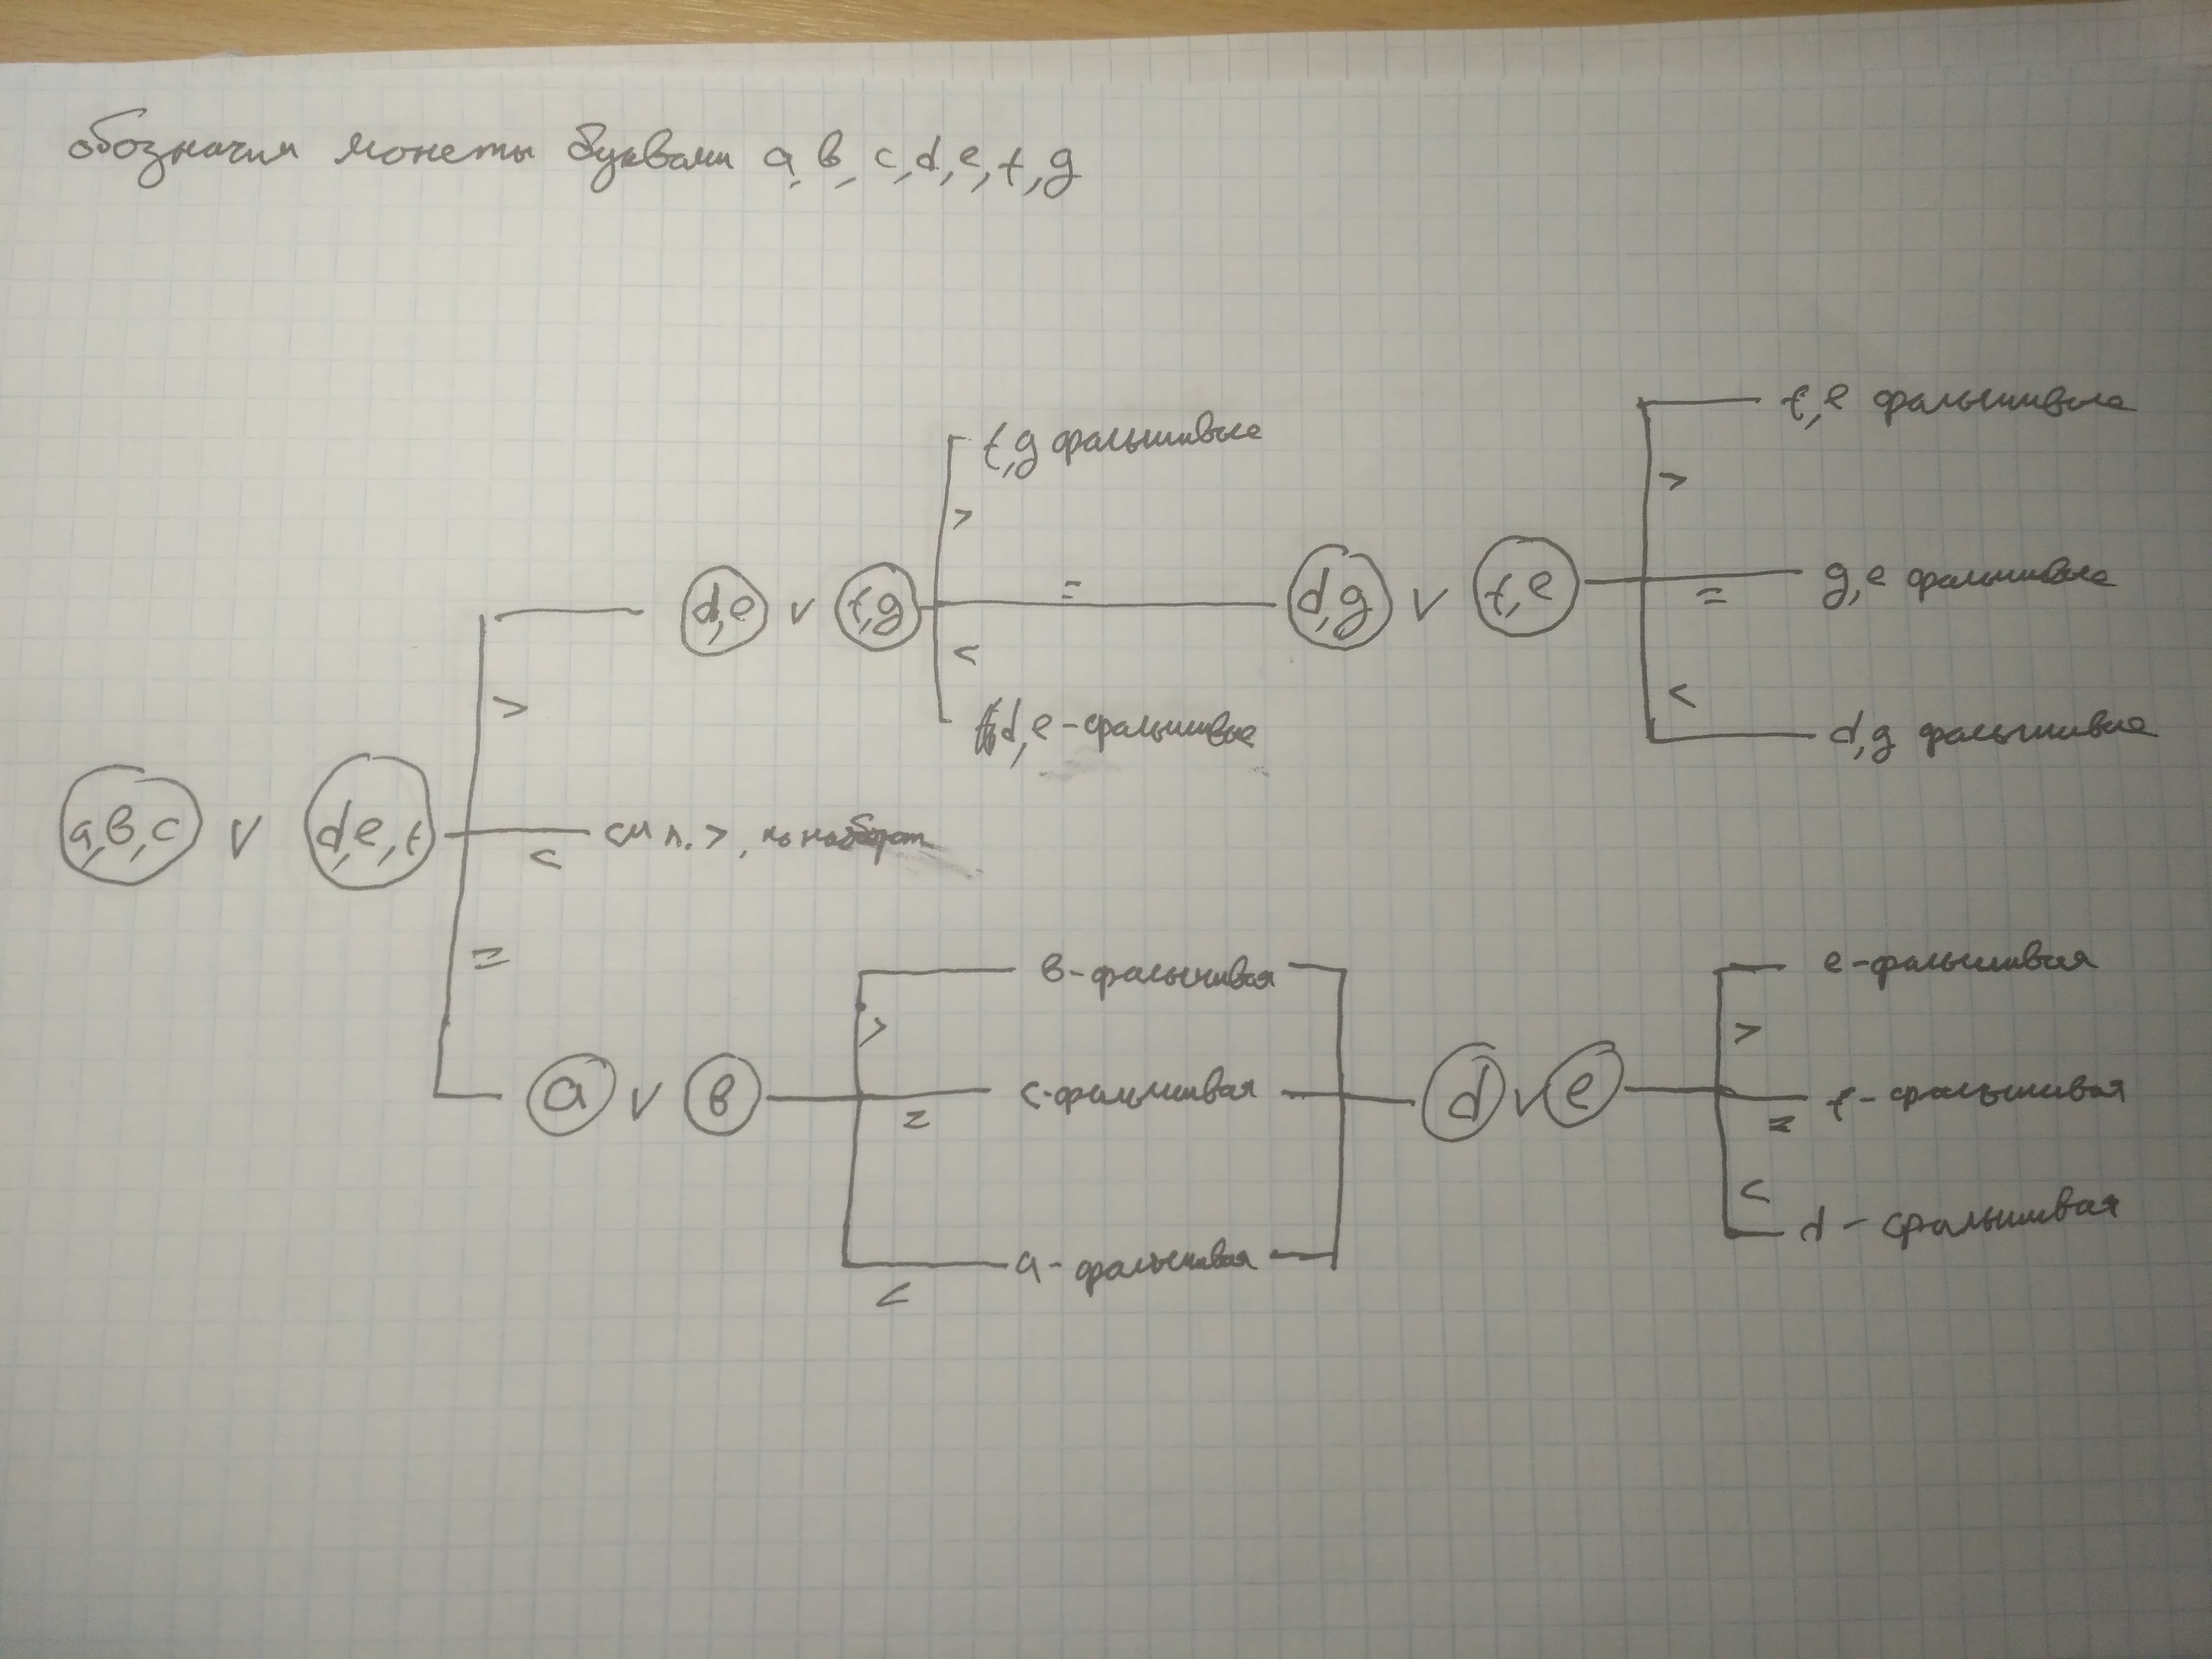 обозначим монеты буквами a, в, c, d, e, f, g
f, e фальшивые
f, g фальшивые
>
>
=
d, e v f, g
=
d, g v f, e
g, e фальшивые
<
<
>
d, e - фальшивые
d, g фальшивые
a, в, c v d, e, f
<
см п. >, но наоборот
=
в - фальшивая
e - фальшивая
>
>
a v в
=
c - фальшивая
d v e
=
f - фальшивая
<
a - фальшивая
<
d - фальшивая